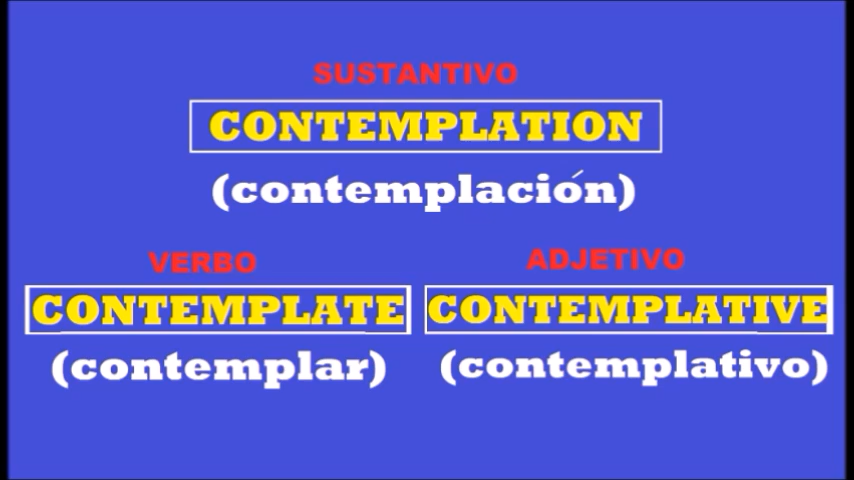 SUSTANTIVO
CONTEMPLATION
(contemplación)
VERBO
CONTEMPLATE
(contemplar)
ADJETIVO
CONTEMPLATIVE
(contemplativo)